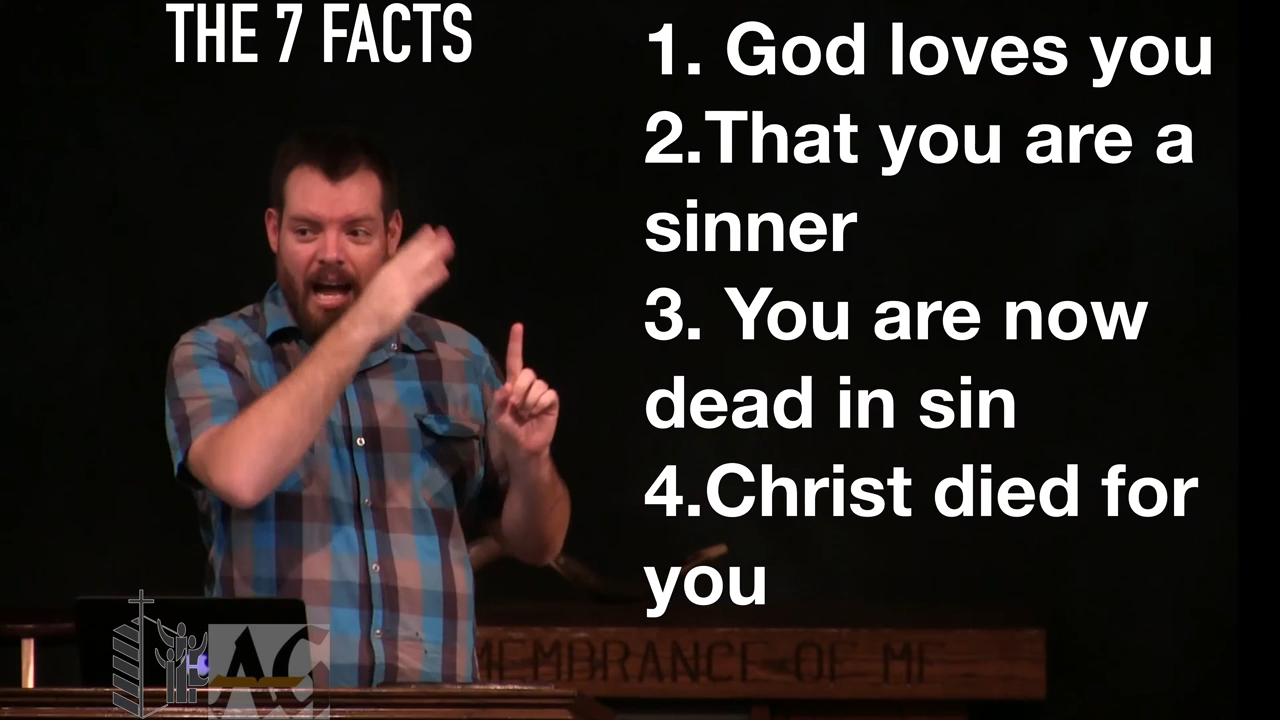 THE 7 FACTS
1. God loves you
2.That you are a
sinner
3. You are now
dead in sin
4.Christ died for
you
AC
MEMBRANCE OF ME